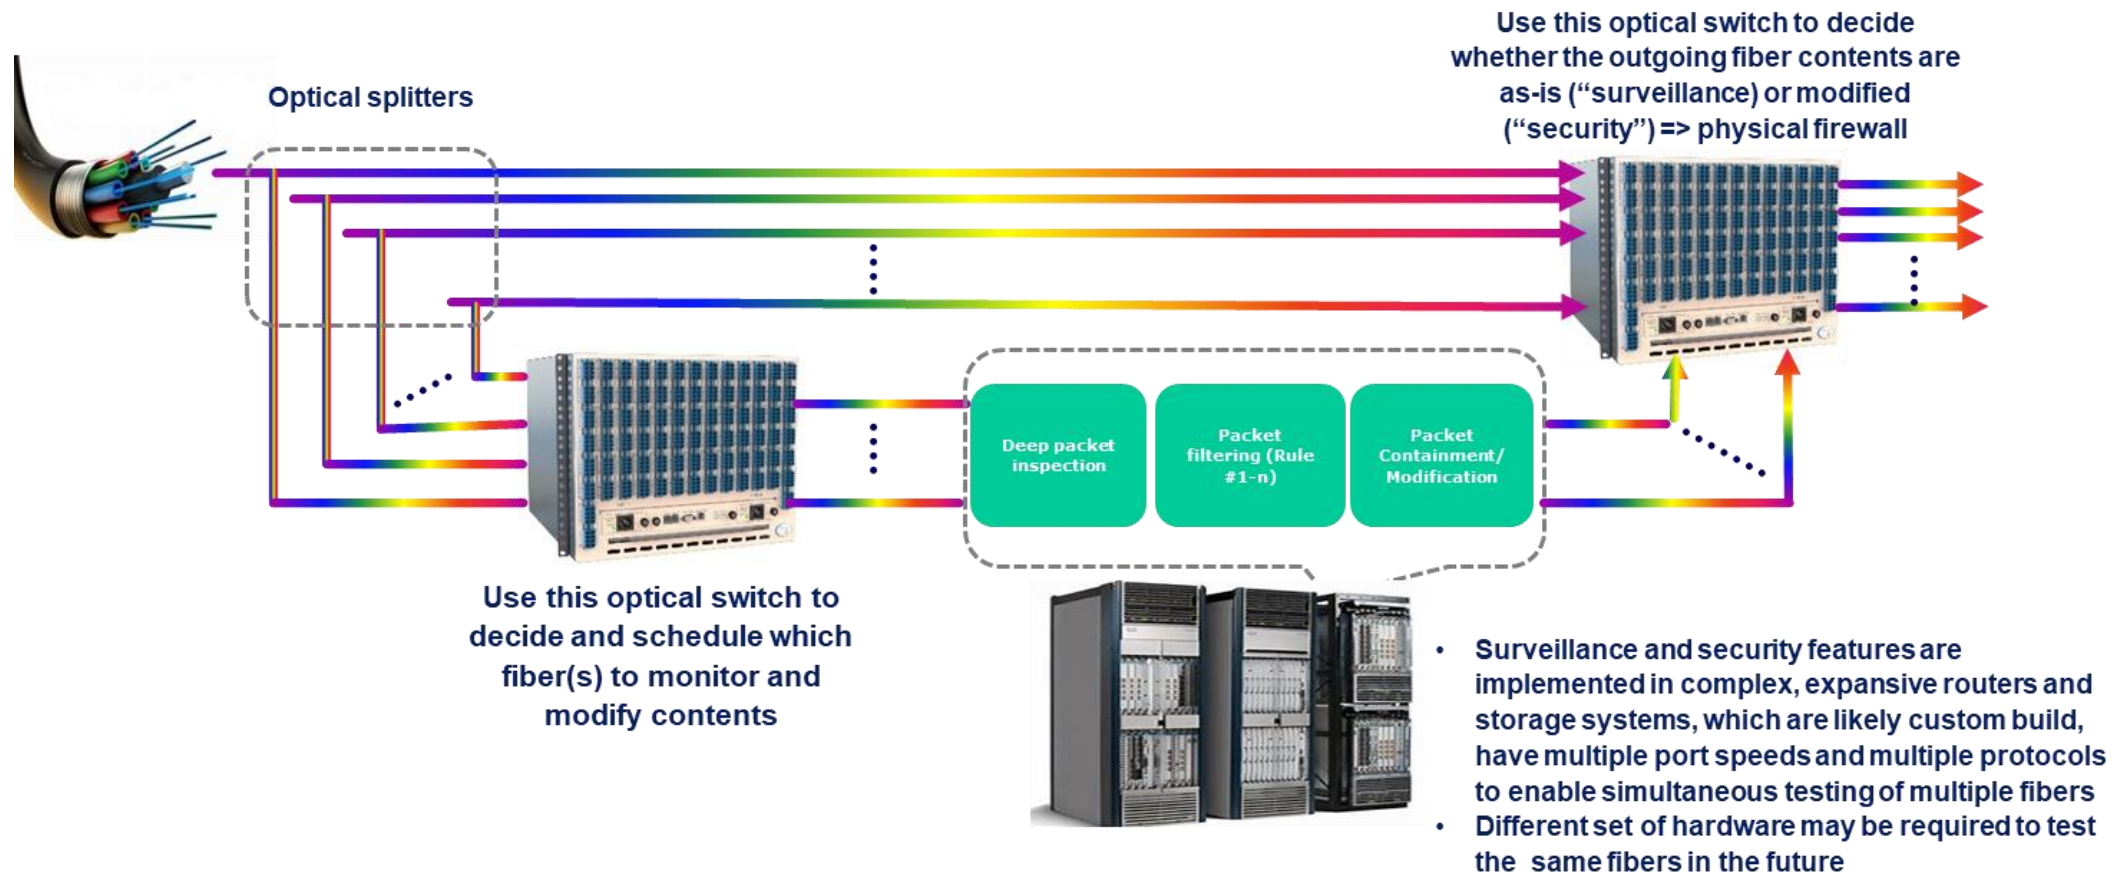 Optical splitters
Use this optical switch to decide
whether the outgoing fiber contents are
as-is (“surveillance) or modified
(“security”) => physical firewall
Deep packet
inspection
Packet
filtering (Rule
#1-n)
Packet
Containment/
Modification
Use this optical switch to
decide and schedule which
fiber(s) to monitor and
modify contents
• Surveillance and security features are
implemented in complex, expansive routers and
storage systems, which are likely custom build,
have multiple port speeds and multiple protocols
to enable simultaneous testing of multiple fibers
• Different set of hardware may be required to test
the same fibers in the future